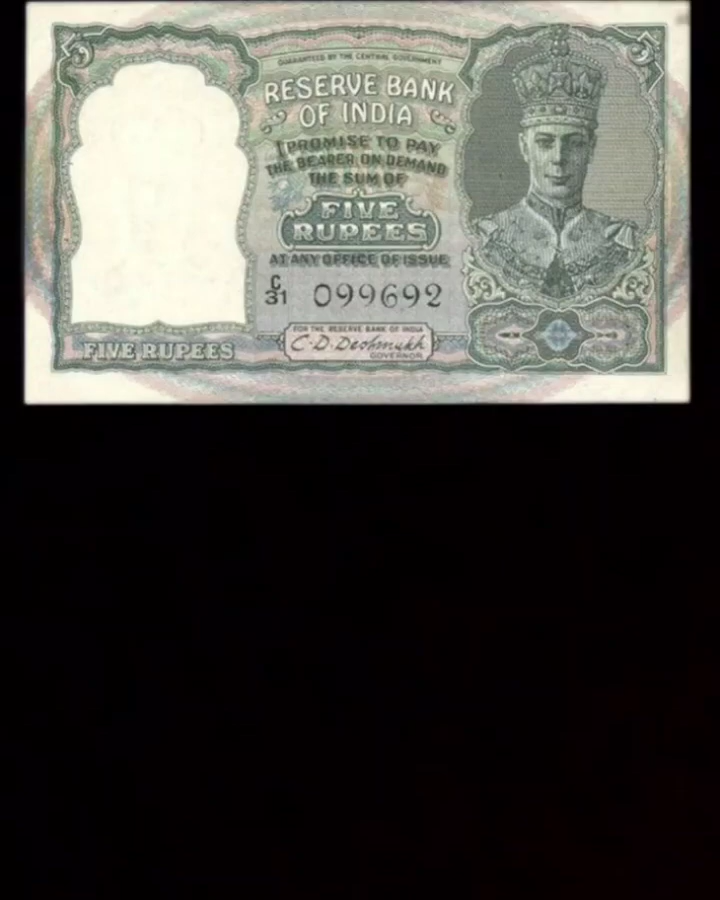 5
5
GUARANTEED BY THE CENTRAL GOVERNMENT
RESERVE BANK
OF INDIA
I PROMISE TO PAY
THE BEARER ON DEMAND
THE SUM OF
FIVE
RUPEES
AT ANY OFFICE OF ISSUE
C/31 099692
FOR THE RESERVE BANK OF INDIA
C.D. Deshmukh
GOVERNOR
FIVE RUPEES